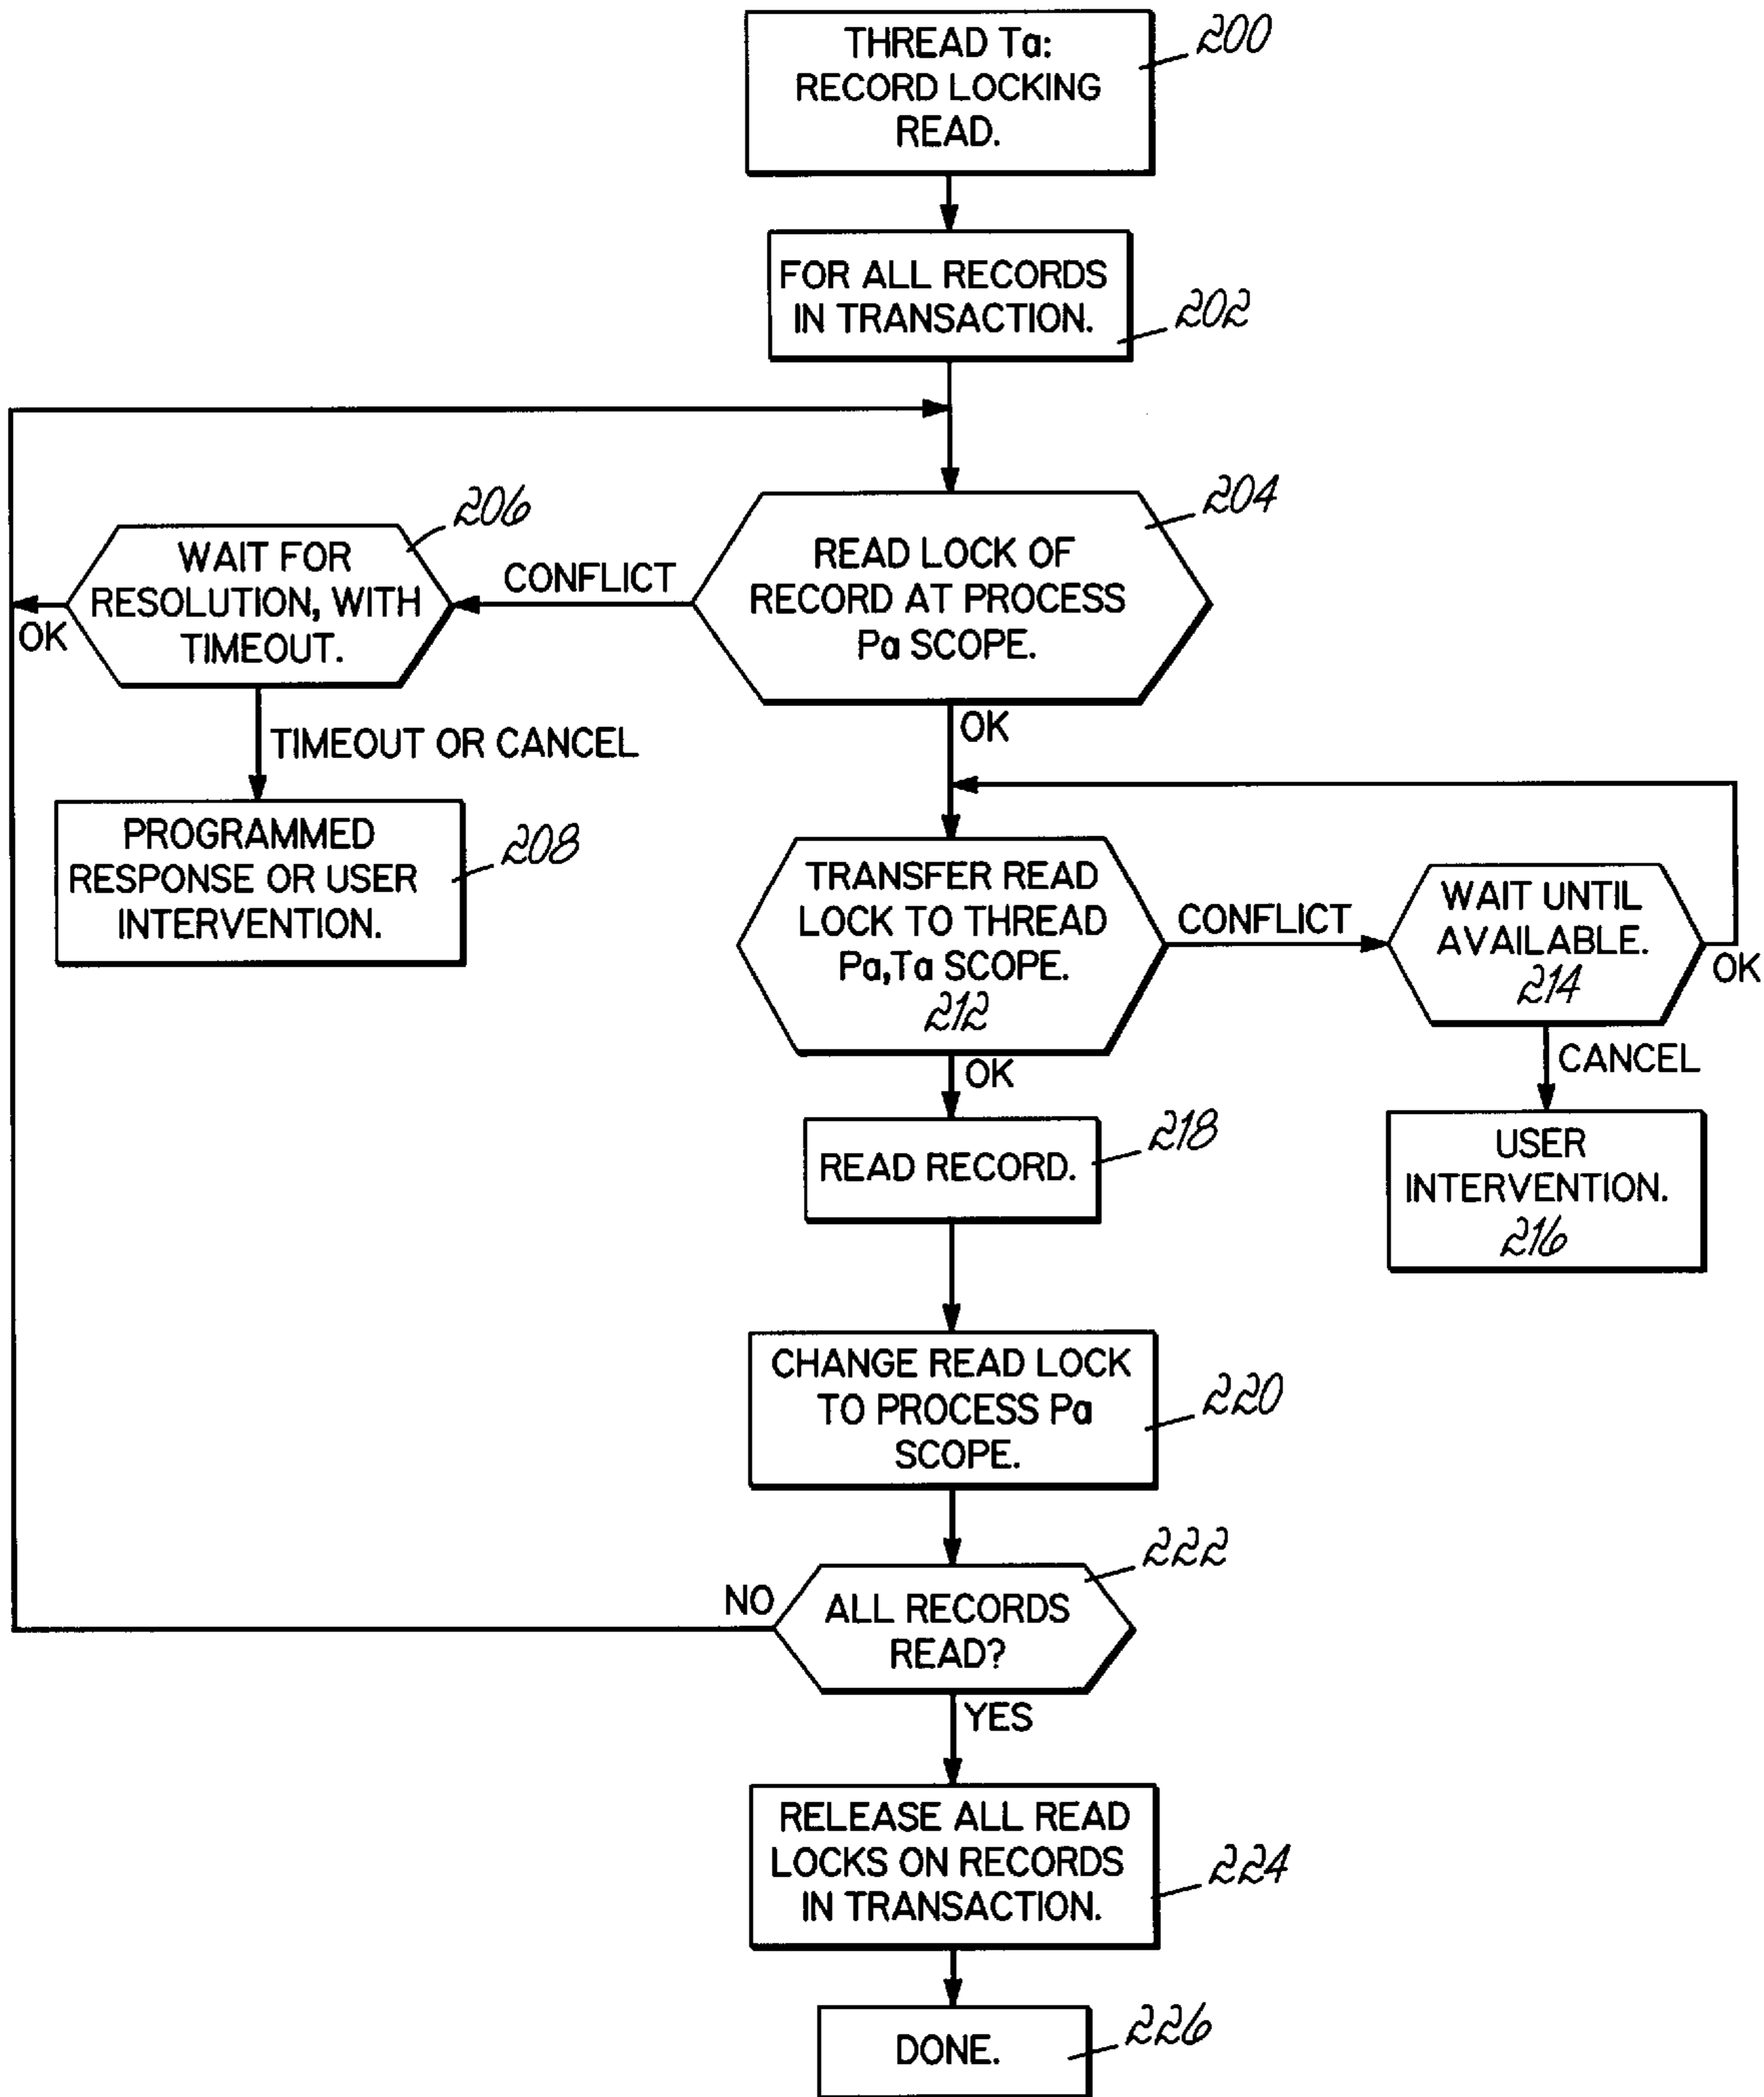 THREAD Ta:
RECORD LOCKING
READ.
200
FOR ALL RECORDS
IN TRANSACTION.
202
READ LOCK OF
RECORD AT PROCESS
Pa SCOPE.
204
CONFLICT
WAIT FOR
RESOLUTION, WITH
TIMEOUT.
206
OK
TIMEOUT OR CANCEL
PROGRAMMED
RESPONSE OR USER
INTERVENTION.
208
OK
TRANSFER READ
LOCK TO THREAD
Pa,Ta SCOPE.
212
CONFLICT
WAIT UNTIL
AVAILABLE.
214
OK
CANCEL
USER
INTERVENTION.
216
OK
READ RECORD.
218
CHANGE READ LOCK
TO PROCESS Pa
SCOPE.
220
ALL RECORDS
READ?
222
NO
YES
RELEASE ALL READ
LOCKS ON RECORDS
IN TRANSACTION.
224
DONE.
226